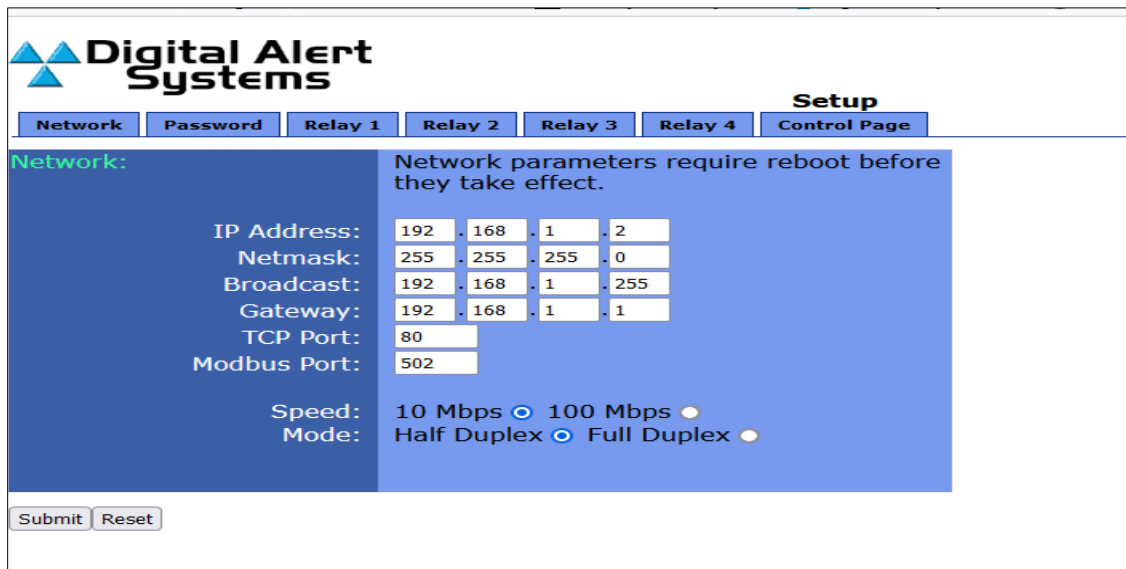 Digital Alert
Systems
Setup
Network Password Relay 1 Relay 2 Relay 3 Relay 4 Control Page
Network: Network parameters require reboot before
they take effect.
IP Address: 192 . 168 . 1 . 2
Netmask: 255 . 255 . 255 . 0
Broadcast: 192 . 168 . 1 . 255
Gateway: 192 . 168 . 1 . 1
TCP Port: 80
Modbus Port: 502
Speed: 10 Mbps 100 Mbps
Mode: Half Duplex Full Duplex
Submit Reset